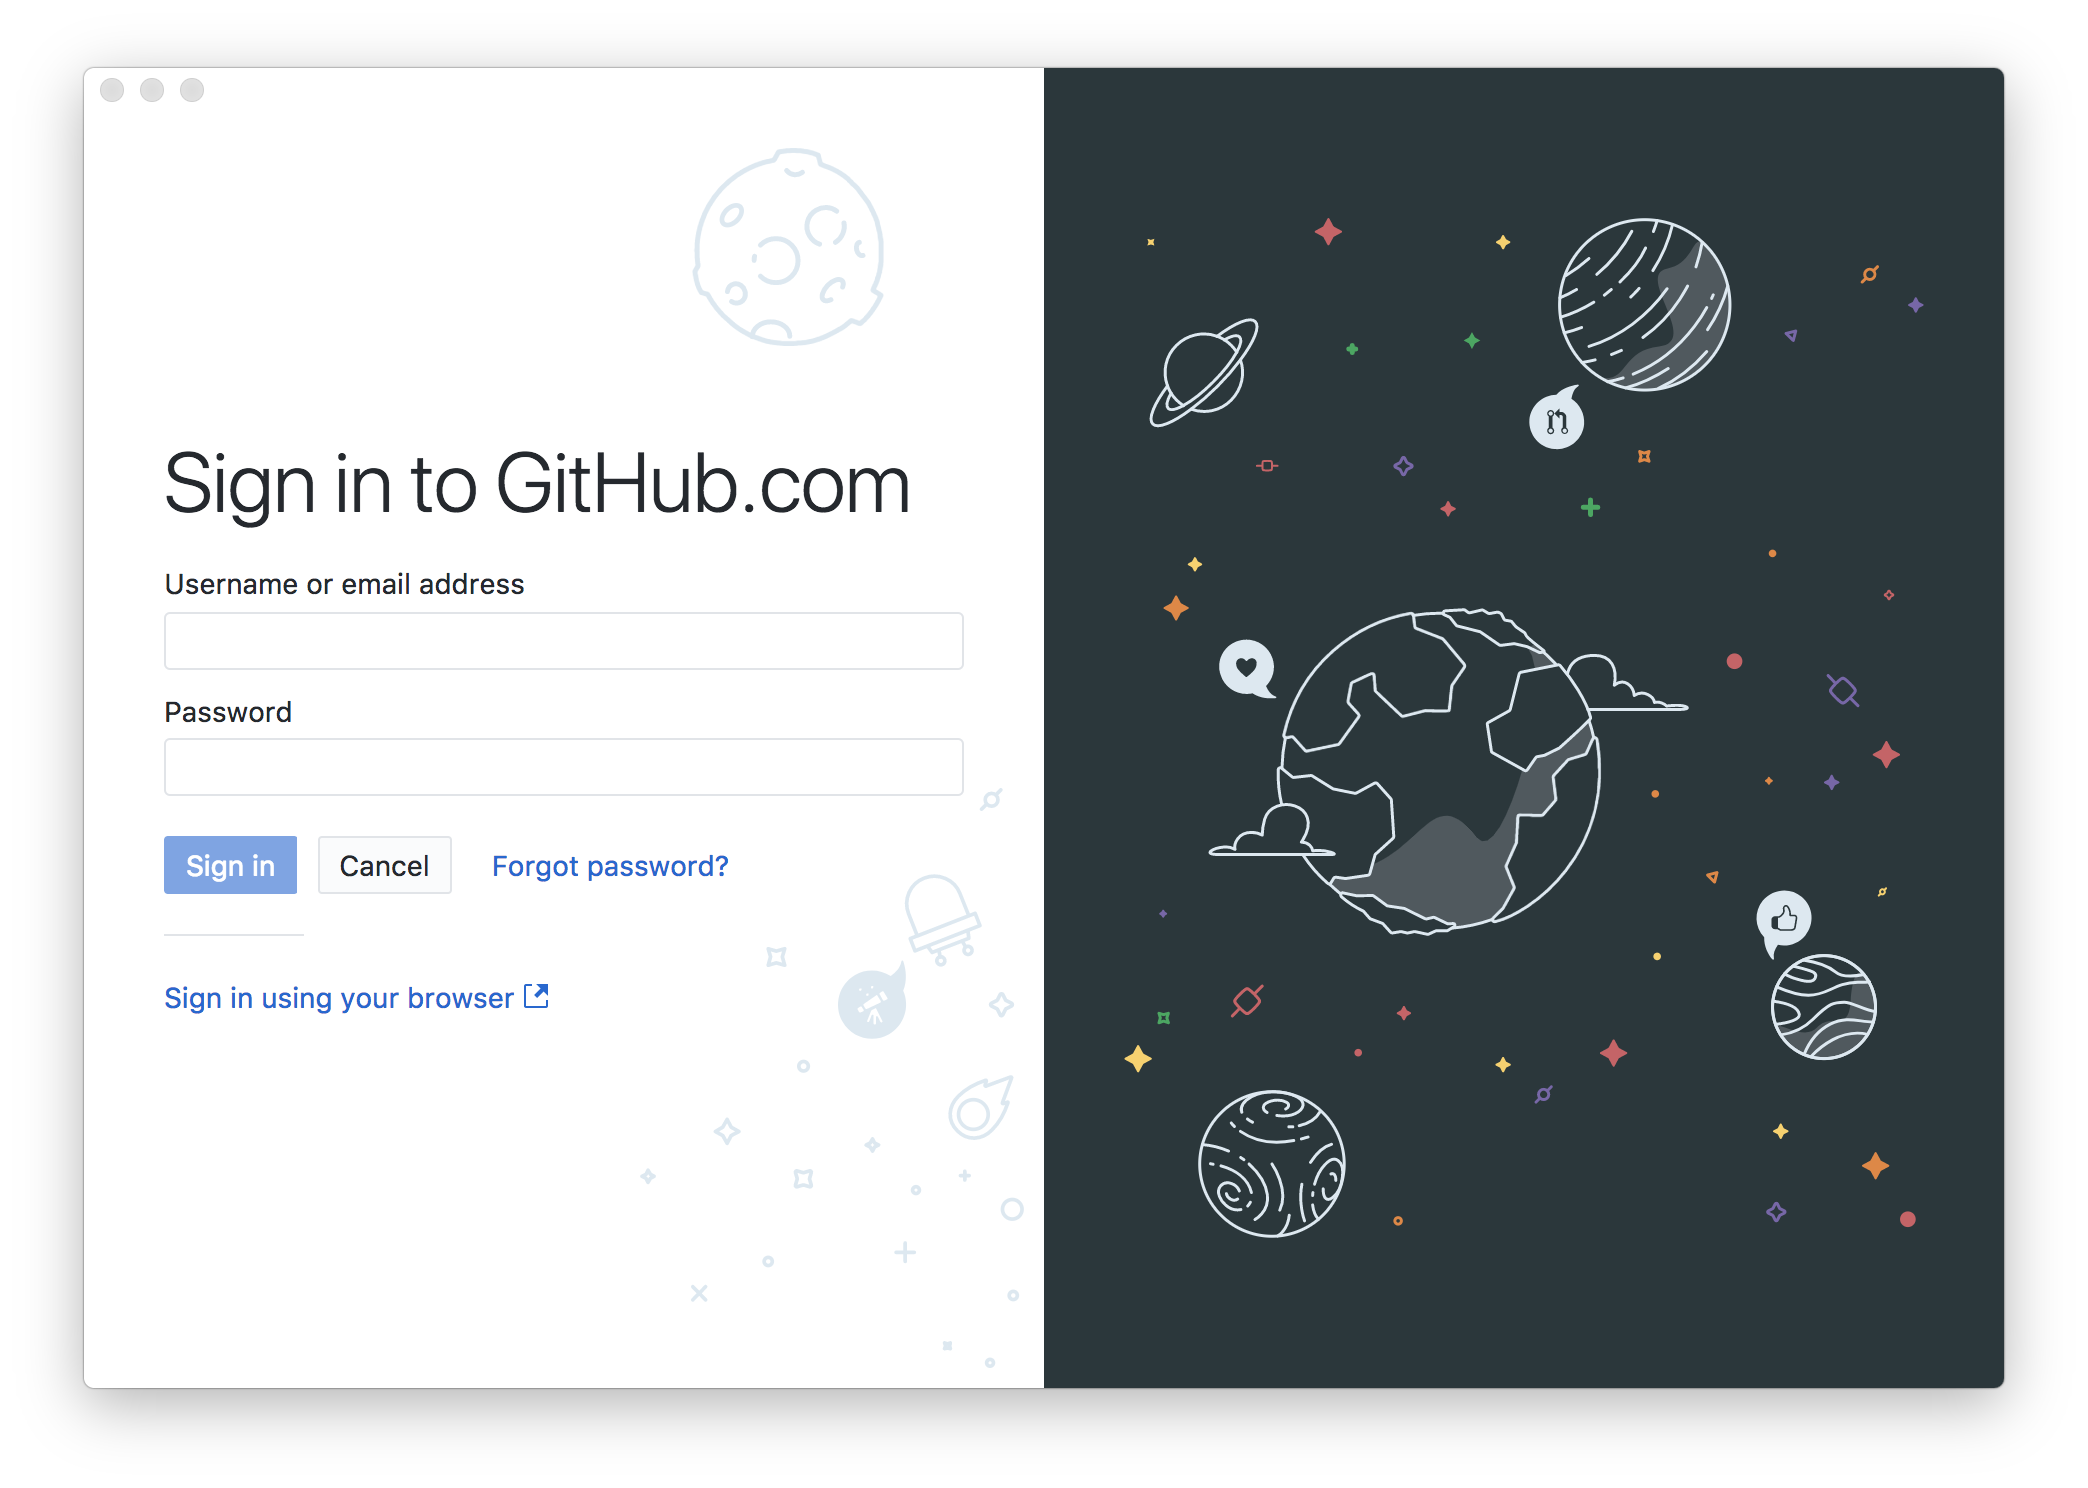 Sign in to GitHub.com
Username or email address
Password
Sign in
Cancel
Forgot password?
Sign in using your browser